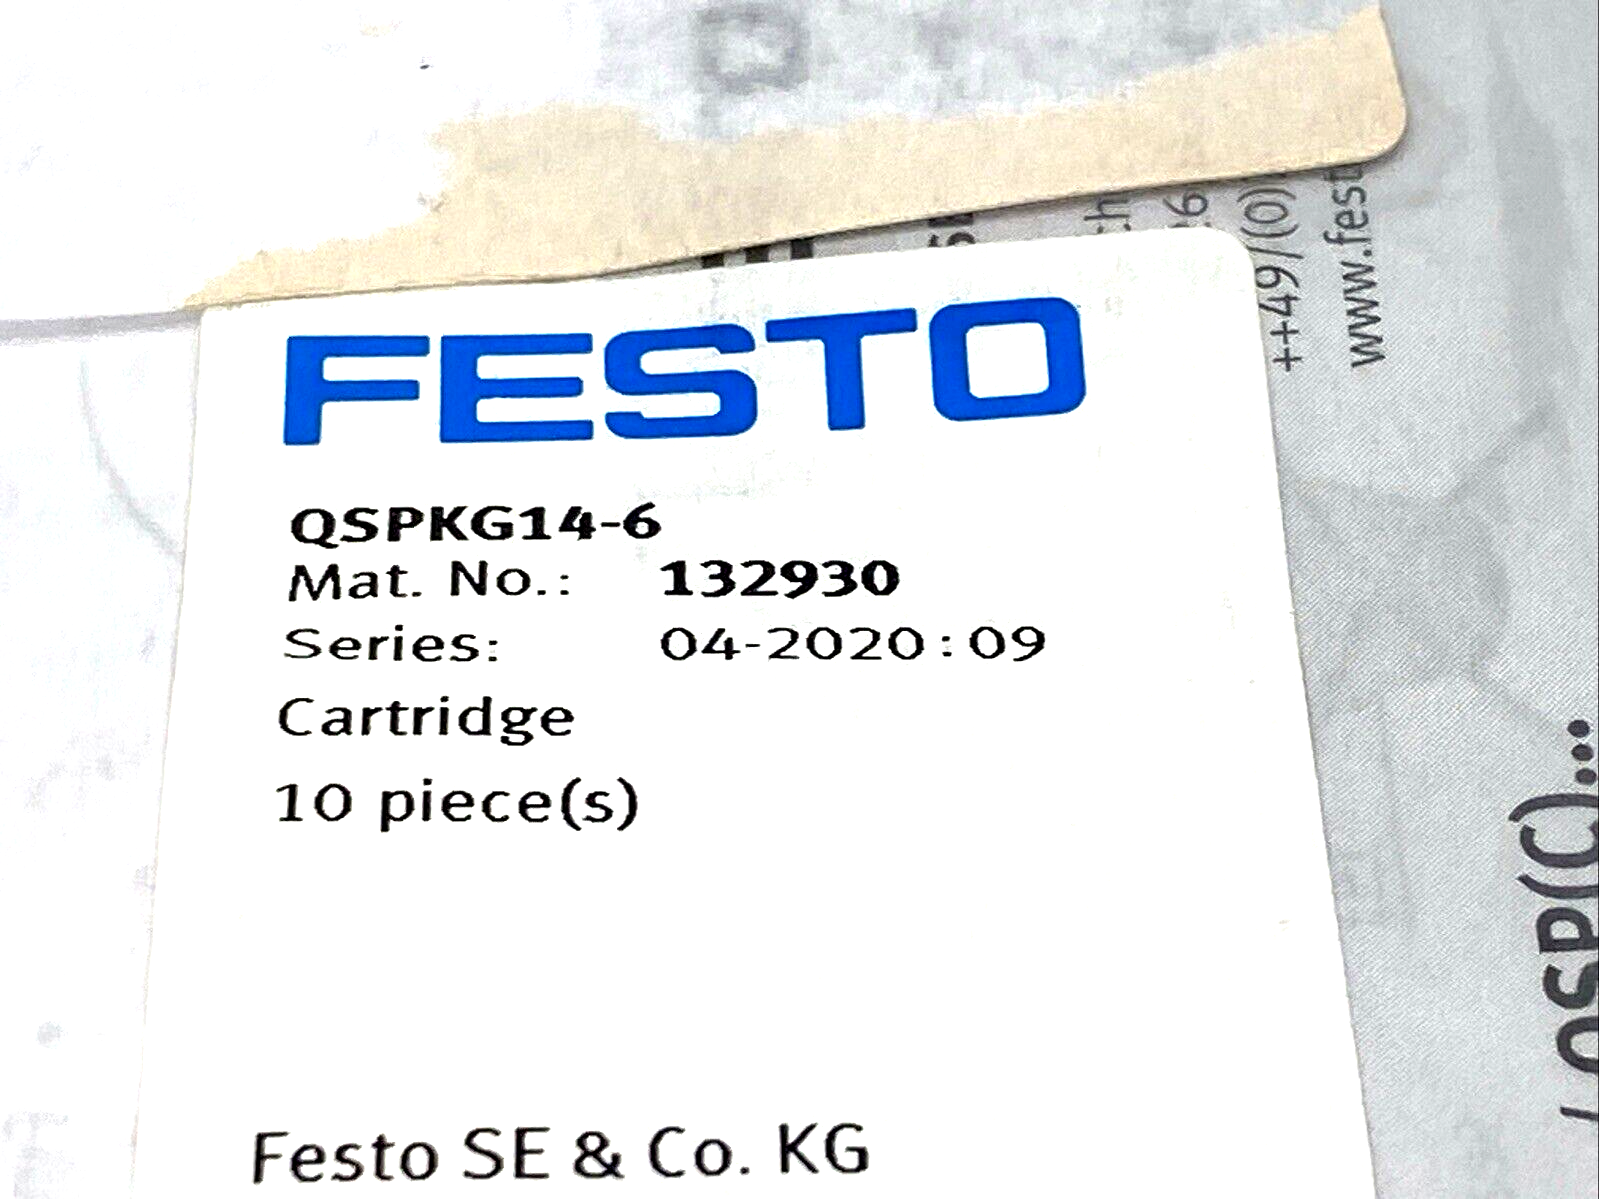 FESTO
QSPKG14-6
Mat. No.: 132930
Series: 04-2020:09
Cartridge
10 piece(s)
Festo SE & Co. KG
++49/(0)
www.fest
QSP(C)...